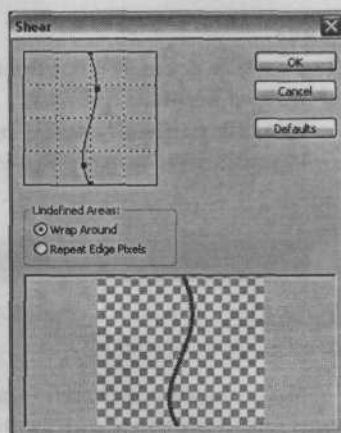 Shear
OK
Cancel
Defaults
Undefined Areas:
Wrap Around
Repeat Edge Pixels